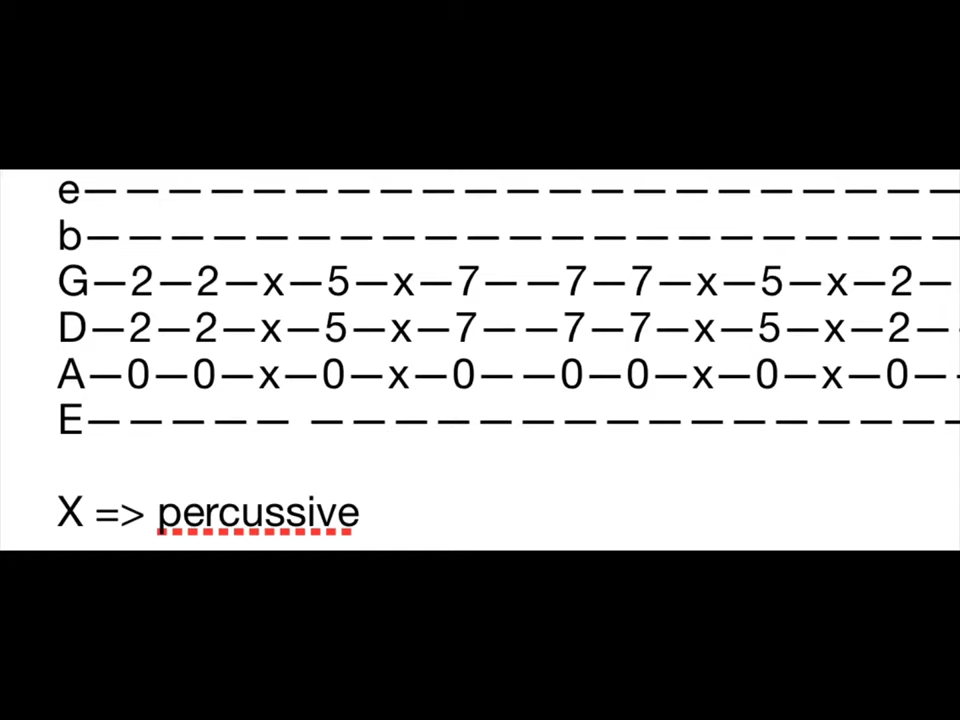 e— — — — — — — — — — — — — — — — — — — — —
b— — — — — — — — — — — — — — — — — — — — —
G—2—2—x—5—x—7— —7—7—x—5—x—2—
D—2—2—x—5—x—7— —7—7—x—5—x—2— -
A—0—0—x—0—x—0— —0—0—x—0—x—0— -
E— — — — — — — — — — — — — — — — — — — — —
X => percussive